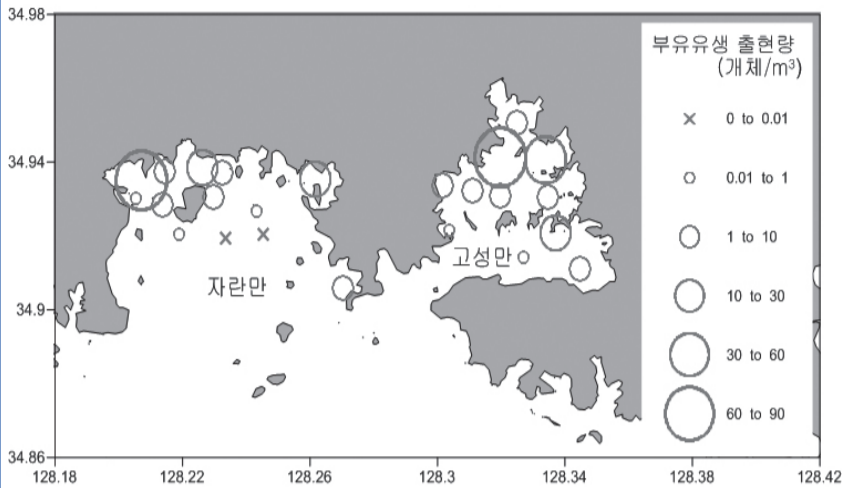 34.98
34.94
34.9
34.86
128.18
128.22
128.26
128.3
128.34
128.38
128.42
자란만
고성만
부유유생 출현량
(개체/m³)
0 to 0.01
0.01 to 1
1 to 10
10 to 30
30 to 60
60 to 90